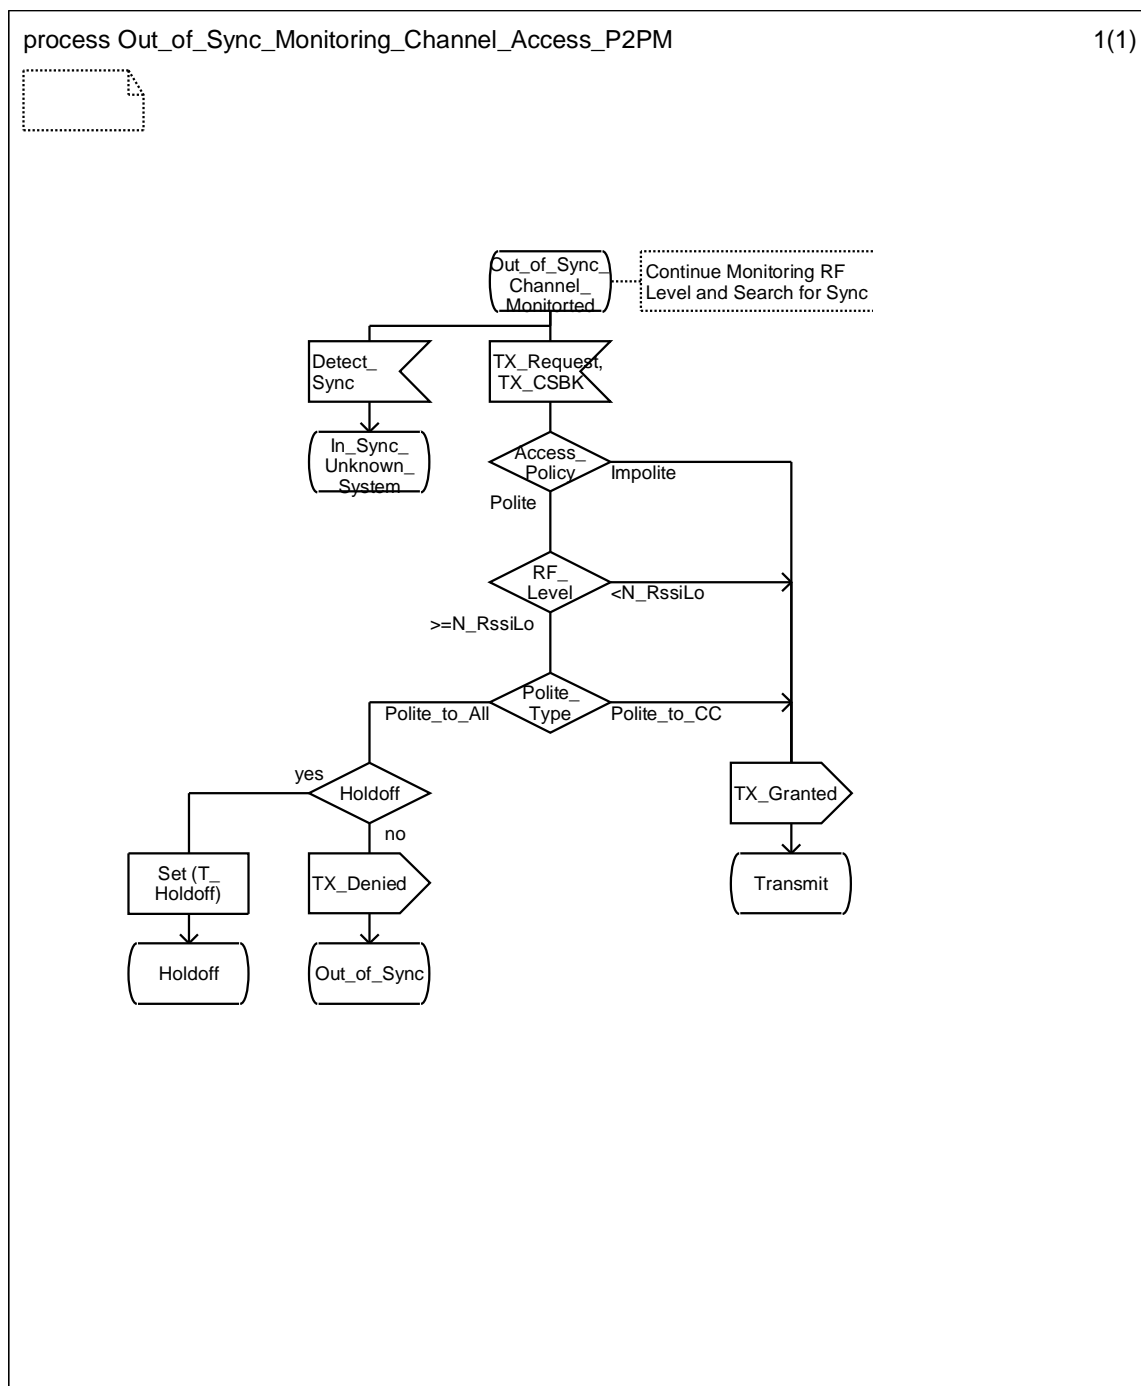 process Out_of_Sync_Monitoring_Channel_Access_P2PM
1(1)
Out_of_Sync_
Channel_
Monitorted
Continue Monitoring RF
Level and Search for Sync
Detect_
Sync
TX_Request,
TX_CSBK
In_Sync_
Unknown_
System
Access_
Policy
Impolite
Polite
RF_
Level
<N_RssiLo
>=N_RssiLo
Polite_
Type
Polite_to_All
Polite_to_CC
yes
Holdoff
no
TX_Granted
Set (T_
Holdoff)
TX_Denied
Transmit
Holdoff
Out_of_Sync